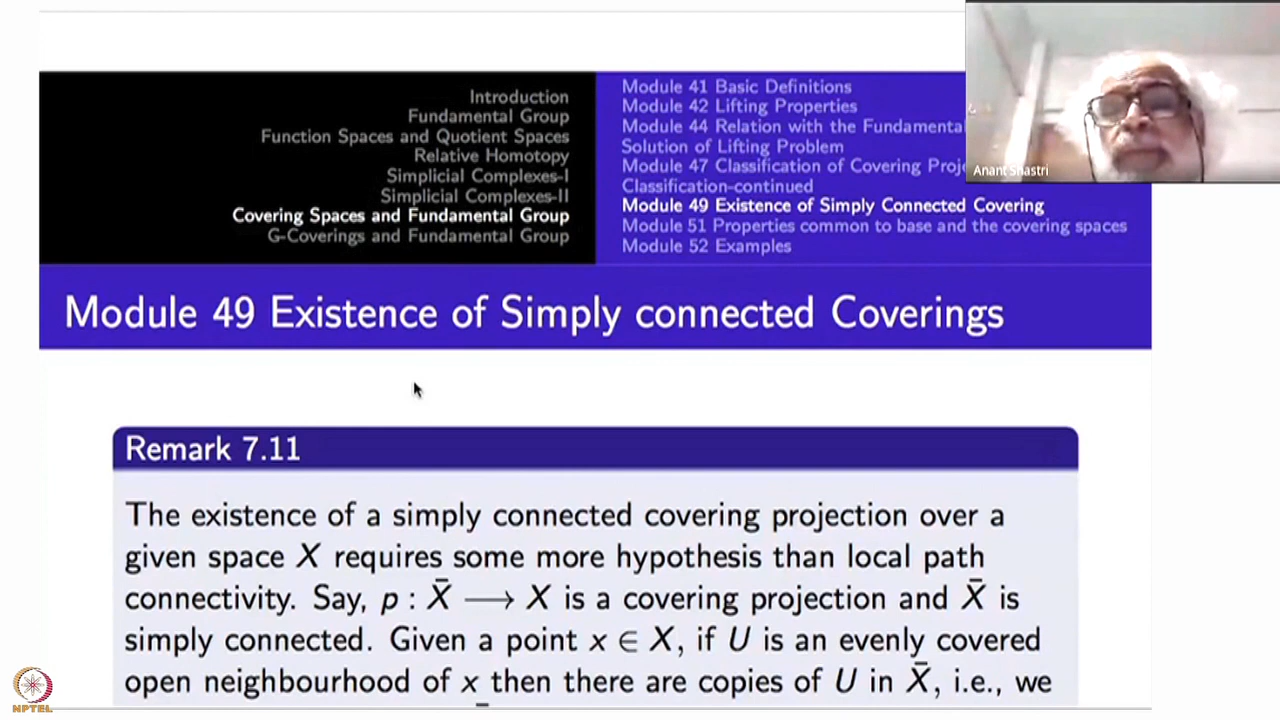 Introduction
Fundamental Group
Function Spaces and Quotient Spaces
Relative Homotopy
Simplicial Complexes-I
Simplicial Complexes-II
Covering Spaces and Fundamental Group
G-Coverings and Fundamental Group
Module 41 Basic Definitions
Module 42 Lifting Properties
Module 44 Relation with the Fundamental
Solution of Lifting Problem
Module 47 Classification of Covering Proje
Classification-continued
Module 49 Existence of Simply Connected Covering
Module 51 Properties common to base and the covering spaces
Module 52 Examples
Anant Shastri
Module 49 Existence of Simply connected Coverings
Remark 7.11
The existence of a simply connected covering projection over a
given space X requires some more hypothesis than local path
connectivity. Say, p : X̄ ⟶ X is a covering projection and X̄ is
simply connected. Given a point x ∈ X, if U is an evenly covered
open neighbourhood of x then there are copies of U in X̄, i.e., we
NPTEL